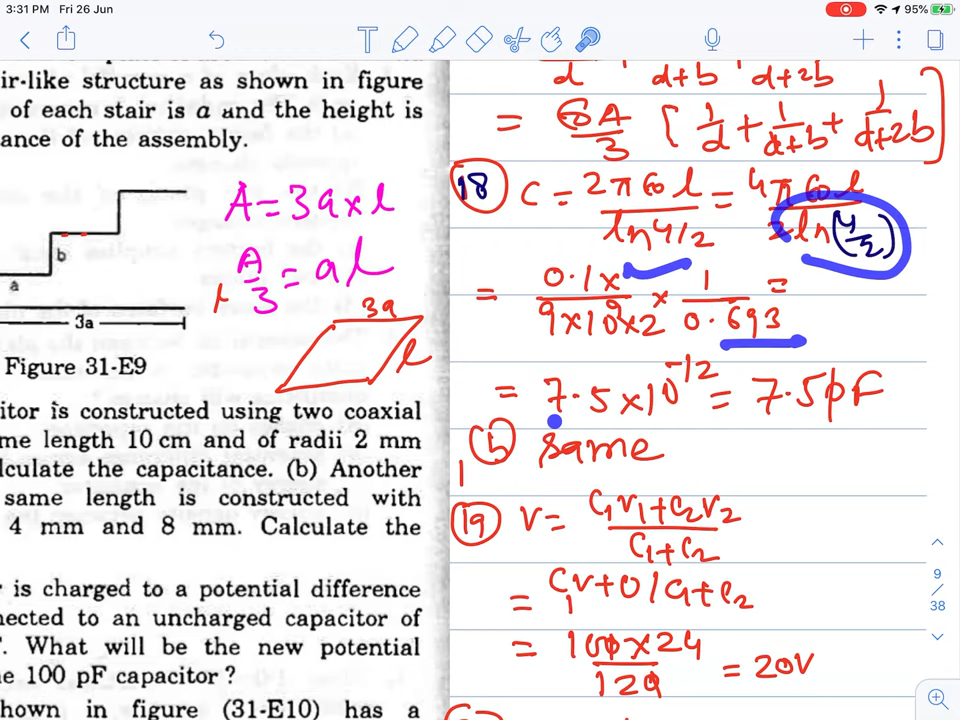 3:31 PM Fri 26 Jun
95%
T
ir-like structure as shown in figure
of each stair is a and the height is
ance of the assembly.
b
a
3a
Figure 31-E9
itor is constructed using two coaxial
me length 10 cm and of radii 2 mm
lculate the capacitance. (b) Another
same length is constructed with
4 mm and 8 mm. Calculate the
r is charged to a potential difference
nected to an uncharged capacitor of
. What will be the new potential
e 100 pF capacitor ?
hown in figure (31-E10) has a
A=3a×l
A/3 = al
3a
l
d d+b d+2b
= ϵ0A/3 [ 1/d + 1/d+b + 1/d+2b ]
18 C = 2πϵ0l/ln 4/2 = 4πϵ0l/2ln(4/2)
= 0.1×/9×10⁹×2 × 1/0.693 =
= 7.5×10⁻¹² = 7.5pF
(b) same
19 V = C₁V₁+C₂V₂/C₁+C₂
= C₁V+0/C₁+C₂
= 100×24/120 = 20V
9
/
38